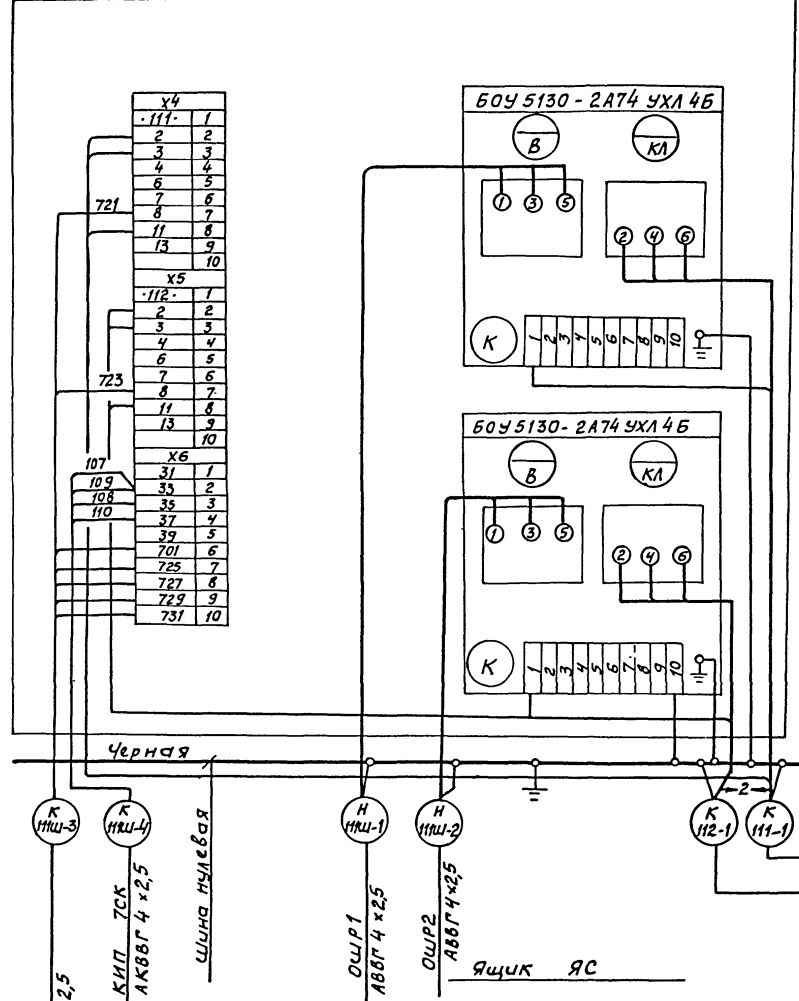 X4
·111· 1
2 2
3 3
4 4
6 5
7 6
8 7
11 8
13 9
10
721
X5
·112· 1
2 2
3 3
4 4
6 5
7 6
8 7
11 8
13 9
10
723
X6
31 1
33 2
35 3
37 4
39 5
701 6
725 7
727 8
729 9
731 10
107
109
108
110
БОУ 5130 - 2А74 УХЛ 4Б
В
КЛ
1 3 5
2 4 6
К
1 2 3 4 5 6 7 8 9 10
БОУ 5130 - 2А74 УХЛ 4Б
В
КЛ
1 3 5
2 4 6
К
1 2 3 4 5 6 7 8 9 10
Черная
2
К
111Ш-3
К
111Ш-4
Н
111Ш-1
Н
111Ш-2
К
112-1
К
111-1
2,5
КИП 7СК
АКВВГ 4 х2,5
Шина нулевая
ОШР1
АВВГ 4 х2,5
ОШР2
АВВГ 4х2,5
Ящик ЯС